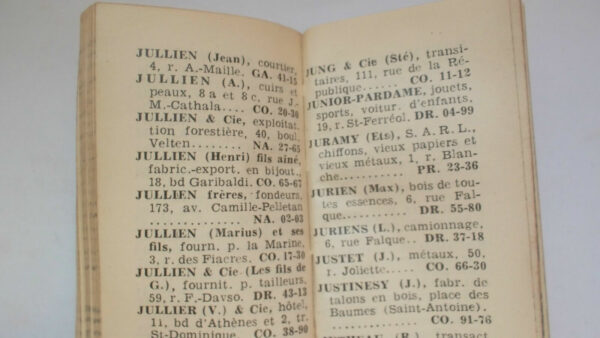 JULLIEN (Jean), courtier,
4, r. A.-Maille. GA. 41-15
JULLIEN (A.), cuirs et
peaux, 8 a et 8 c, rue J.-
M.-Cathala.... CO. 20-30
JULLIEN & Cie, exploitat
tion forestière, 40, boul.
Velten........ NA. 27-65
JULLIEN (Henri) fils aîné,
fabric.-export. en bijout.,
18, bd Garibaldi. CO. 65-67
JULLIEN frères, fondeurs,
173, av. Camille-Pelletan
............... NA. 02-03
JULLIEN (Marius) et ses
fils, fourn. p. la Marine,
3, r. des Fiacres. CO. 17-30
JULLIEN & Cie (Les fils de
G.), fournit. p. tailleurs,
59, r. F.-Davso. DR. 43-13
JULLIER (V.) & Cie, hôtel,
11, bd d'Athènes et 2, tr.
St-Dominique. CO. 38-90
JUNG & Cie (Sté), transi-
taires, 111, rue de la Ré-
publique....... CO. 11-12
JUNIOR-PARDAME, jouets,
sports, voitur. d'enfants,
19, r. St-Ferréol. DR. 04-99
JURAMY (Ets), S. A. R. L.,
chiffons, vieux papiers et
vieux métaux, 1, r. Blan-
che............ PR. 23-36
JURIEN (Max), bois de tou-
tes essences, 6, rue Fal-
que........... DR. 55-80
JURIENS (L.), camionnage,
6, rue Falque.. DR. 37-18
JUSTET (J.), métaux, 50,
r. Joliette..... CO. 66-30
JUSTINESY (J.), fabr. de
talons en bois, place des
Baumes (Saint-Antoine).
............... CO. 91-76
(R.), transact